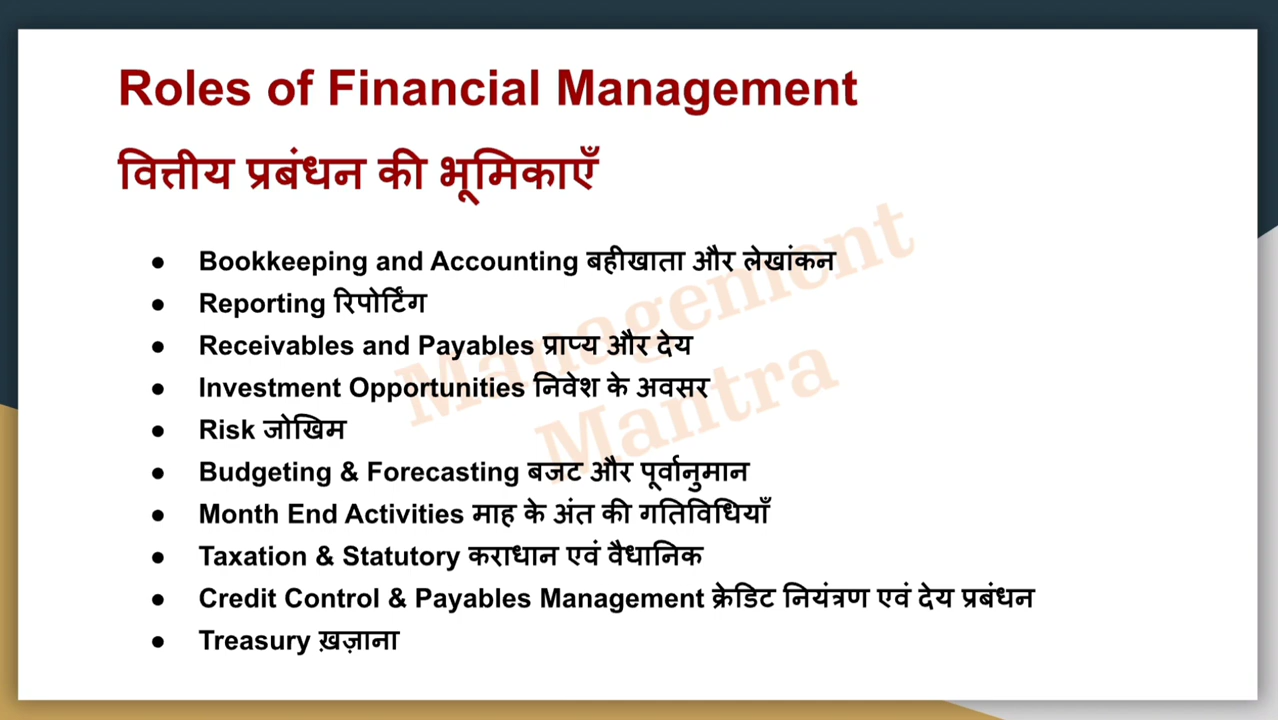 Roles of Financial Management
वित्तीय प्रबंधन की भूमिकाएँ
● Bookkeeping and Accounting बहीखाता और लेखांकन
● Reporting रिपोर्टिंग
● Receivables and Payables प्राप्य और देय
● Investment Opportunities निवेश के अवसर
● Risk जोखिम
● Budgeting & Forecasting बजट और पूर्वानुमान
● Month End Activities माह के अंत की गतिविधियाँ
● Taxation & Statutory कराधान एवं वैधानिक
● Credit Control & Payables Management क्रेडिट नियंत्रण एवं देय प्रबंधन
● Treasury ख़ज़ाना
Management
Mantra